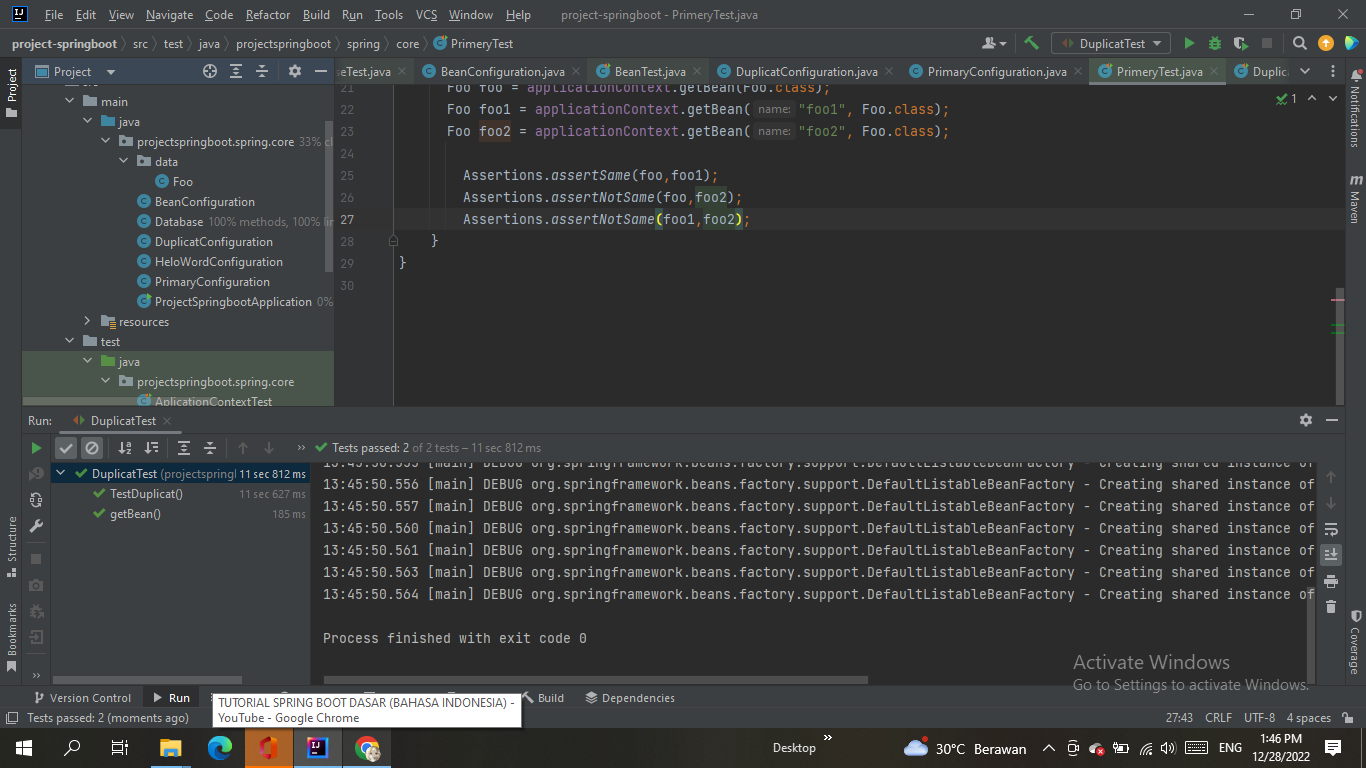 File Edit View Navigate Code Refactor Build Run Tools VCS Window Help project-springboot - PrimeryTest.java
project-springboot src test java projectspringboot spring core PrimeryTest DuplicatTest
Project
Project
seTest.java BeanConfiguration.java BeanTest.java DuplicatConfiguration.java PrimaryConfiguration.java PrimeryTest.java Duplic
main
java
projectspringboot.spring.core 33% cl
data
Foo
BeanConfiguration
Database 100% methods, 100% lin
DuplicatConfiguration
HeloWordConfiguration
PrimaryConfiguration
ProjectSpringbootApplication 0%
resources
test
java
projectspringboot.spring.core
AplicationContextTest
21 Foo foo = applicationContext.getBean(Foo.class);
22 Foo foo1 = applicationContext.getBean( name: "foo1", Foo.class);
23 Foo foo2 = applicationContext.getBean( name: "foo2", Foo.class);
24
25 Assertions.assertSame(foo,foo1);
26 Assertions.assertNotSame(foo,foo2);
27 Assertions.assertNotSame(foo1,foo2);
28 }
29 }
30
1
Notifications
Maven
Coverage
Run: DuplicatTest
Tests passed: 2 of 2 tests – 11 sec 812 ms
DuplicatTest (projectspringl 11 sec 812 ms
TestDuplicat() 11 sec 627 ms
getBean() 185 ms
13:45:50.555 [main] DEBUG org.springframework.beans.factory.support.DefaultListableBeanFactory - Creating shared instance of
13:45:50.556 [main] DEBUG org.springframework.beans.factory.support.DefaultListableBeanFactory - Creating shared instance of
13:45:50.557 [main] DEBUG org.springframework.beans.factory.support.DefaultListableBeanFactory - Creating shared instance of
13:45:50.560 [main] DEBUG org.springframework.beans.factory.support.DefaultListableBeanFactory - Creating shared instance of
13:45:50.561 [main] DEBUG org.springframework.beans.factory.support.DefaultListableBeanFactory - Creating shared instance of
13:45:50.563 [main] DEBUG org.springframework.beans.factory.support.DefaultListableBeanFactory - Creating shared instance of
13:45:50.564 [main] DEBUG org.springframework.beans.factory.support.DefaultListableBeanFactory - Creating shared instance of
Process finished with exit code 0
Structure
Bookmarks
Activate Windows
Go to Settings to activate Windows.
Version Control Run Build Dependencies
TUTORIAL SPRING BOOT DASAR (BAHASA INDONESIA) -
YouTube - Google Chrome
Tests passed: 2 (moments ago) 27:43 CRLF UTF-8 4 spaces
Desktop 30°C Berawan ENG 1:46 PM
12/28/2022